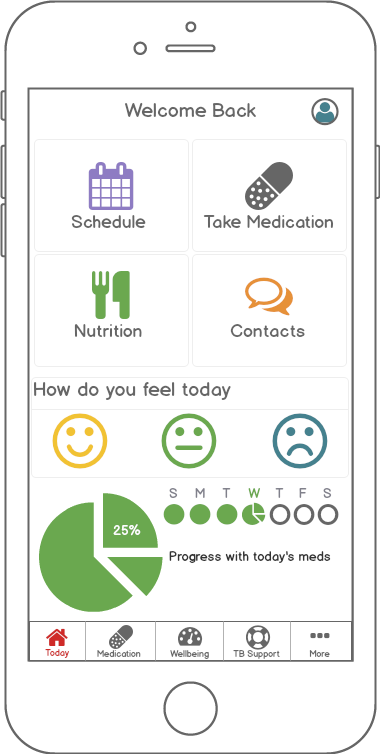 Welcome Back
Schedule
Take Medication
Nutrition
Contacts
How do you feel today
S M T W T F S
25%
Progress with today's meds
Today
Medication
Wellbeing
TB Support
More